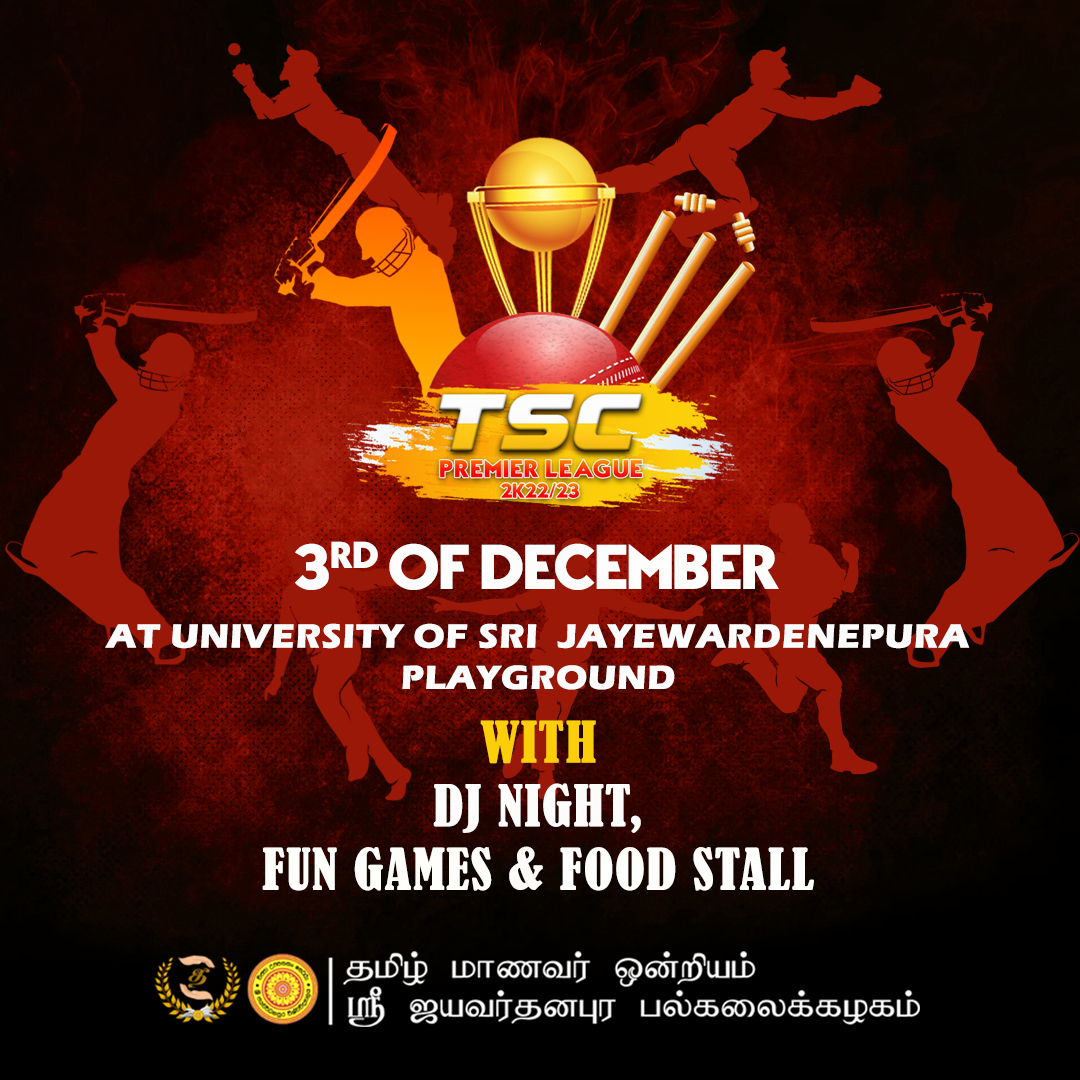 TSC
PREMIER LEAGUE
2K22/23
3RD OF DECEMBER
AT UNIVERSITY OF SRI JAYEWARDENEPURA
PLAYGROUND
WITH
DJ NIGHT,
FUN GAMES & FOOD STALL
த
தமிழ் மாணவர் ஒன்றியம்
ஸ்ரீ ஜயவர்தனபுர பல்கலைக்கழகம்